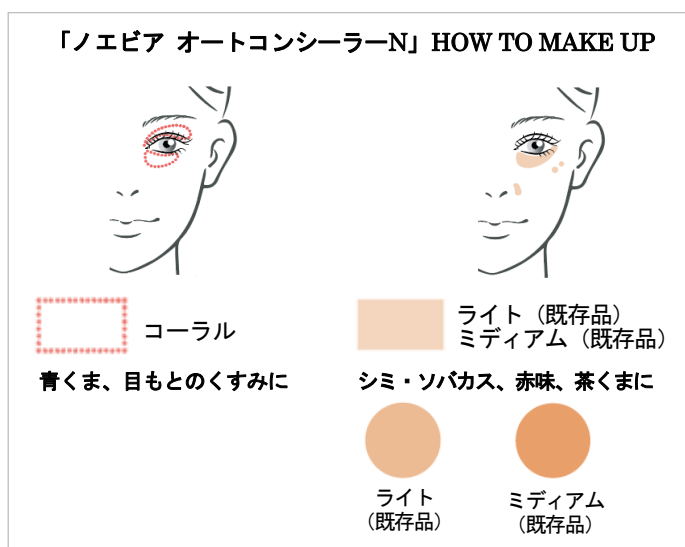 「ノエビア オートコンシーラーN」HOW TO MAKE UP
コーラル
青くま、目もとのくすみに
ライト（既存品）
ミディアム（既存品）
シミ・ソバカス、赤味、茶くまに
ライト
（既存品）
ミディアム
（既存品）